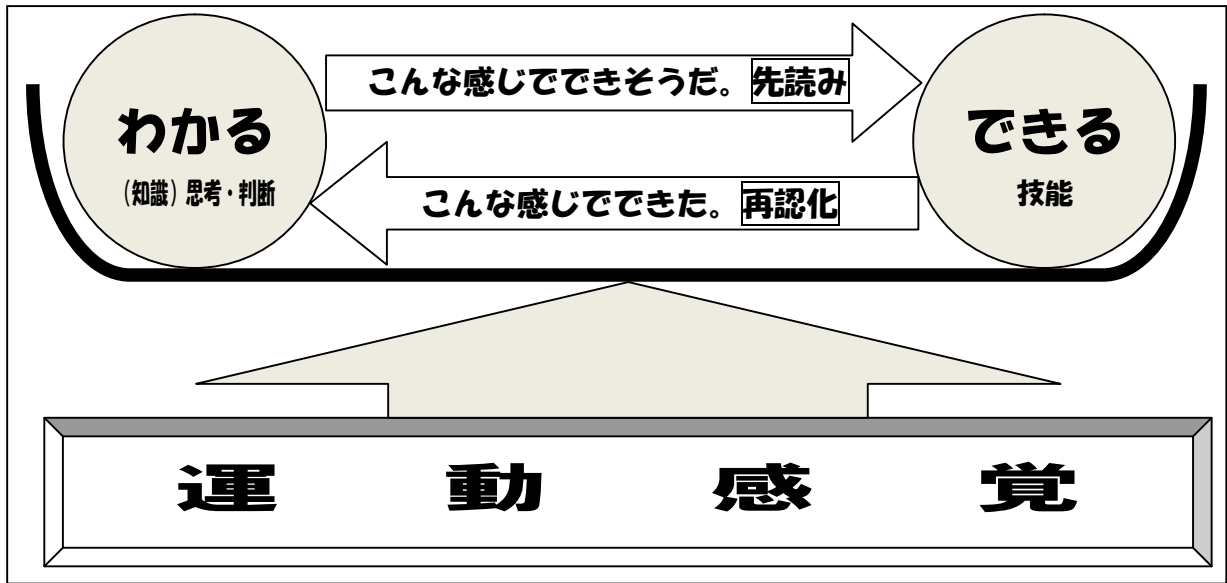 こんな感じでできそうだ。先読み
わかる
(知識)思考・判断
できる
技能
こんな感じでできた。再認化
運動感覚